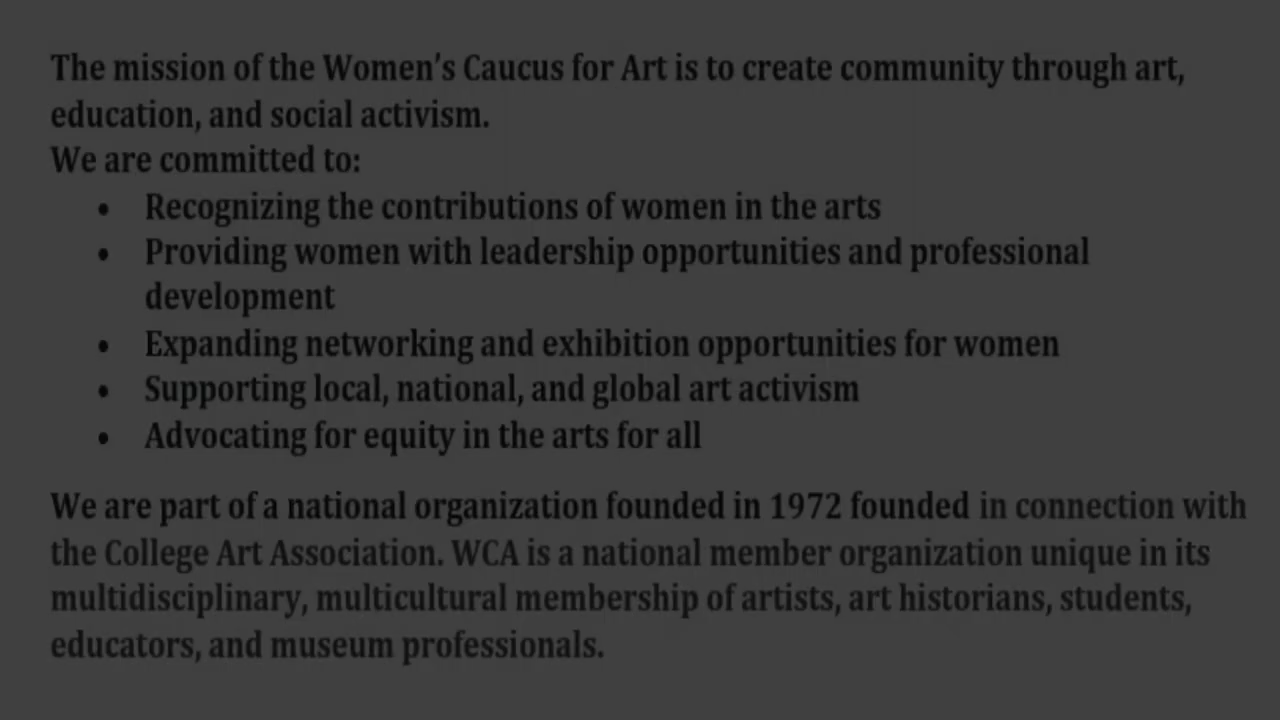 The mission of the Women’s Caucus for Art is to create community through art,
education, and social activism.
We are committed to:
• Recognizing the contributions of women in the arts
• Providing women with leadership opportunities and professional
development
• Expanding networking and exhibition opportunities for women
• Supporting local, national, and global art activism
• Advocating for equity in the arts for all
We are part of a national organization founded in 1972 founded in connection with
the College Art Association. WCA is a national member organization unique in its
multidisciplinary, multicultural membership of artists, art historians, students,
educators, and museum professionals.